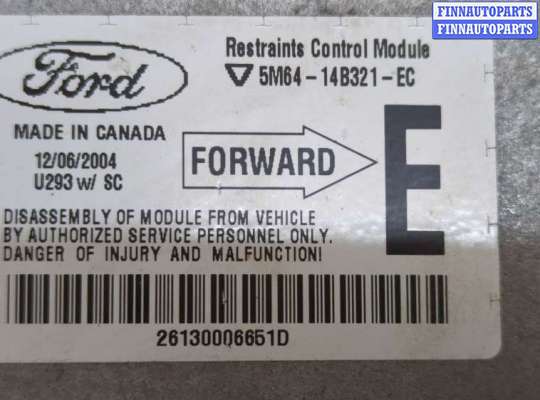 FINNAUTOPARTS
FINNAUTOPARTS
Ford
Restraints Control Module
5M64-14B321-EC
MADE IN CANADA
12/06/2004
U293 w/ SC
FORWARD
E
DISASSEMBLY OF MODULE FROM VEHICLE
BY AUTHORIZED SERVICE PERSONNEL ONLY.
DANGER OF INJURY AND MALFUNCTION!
26130006651D